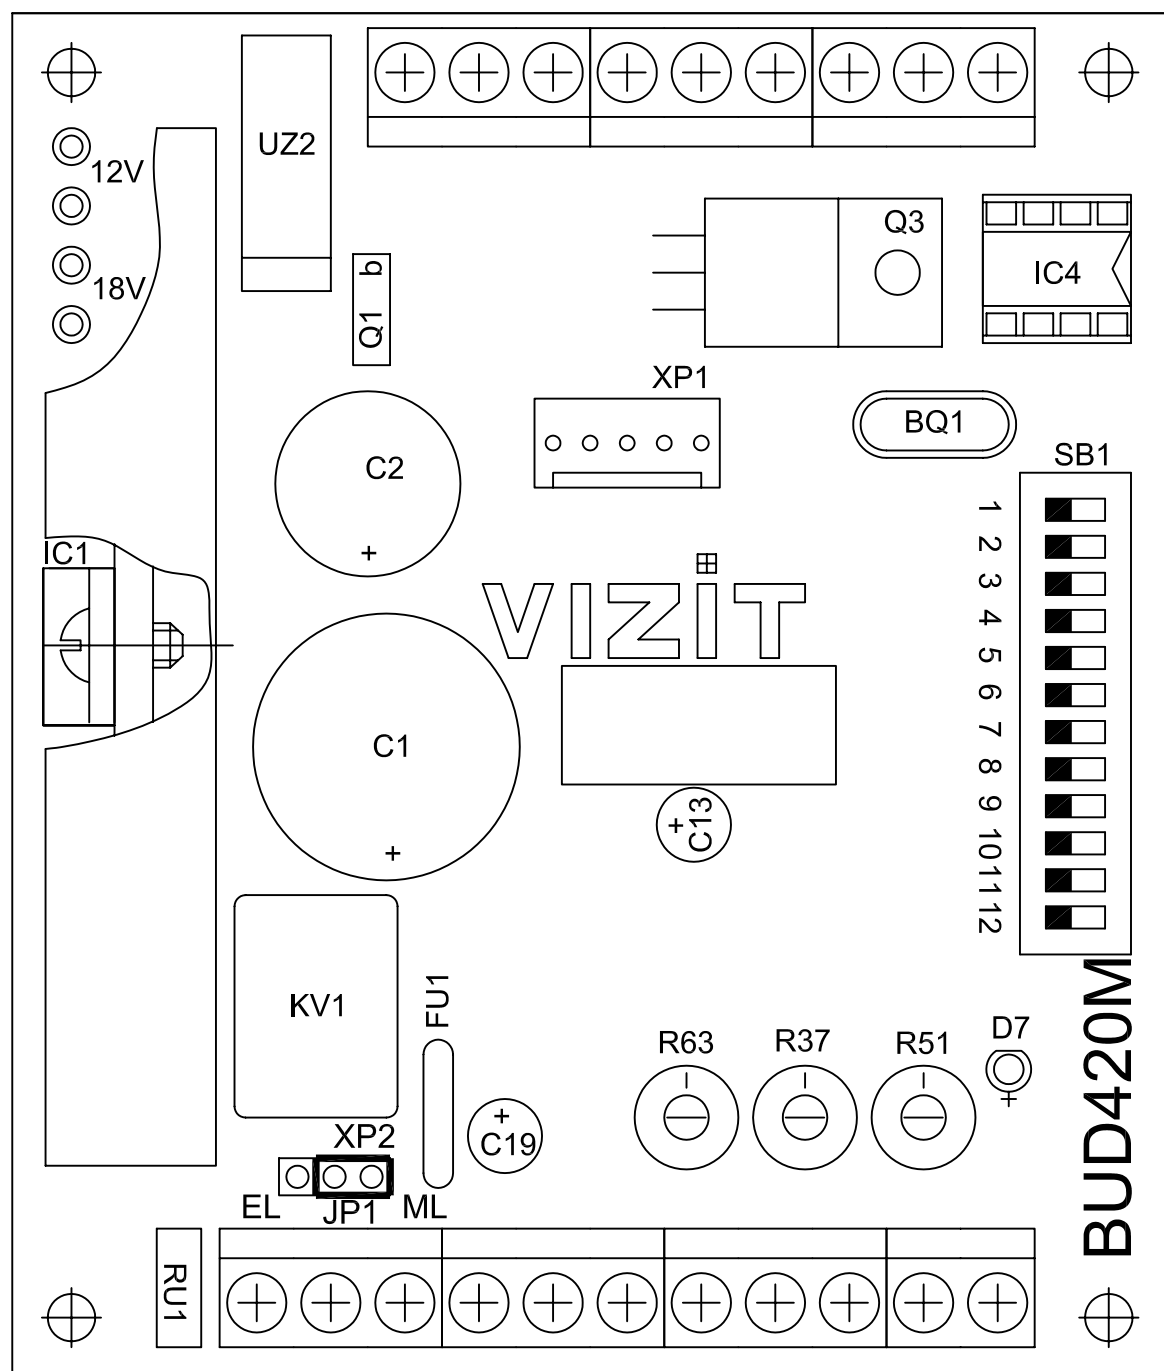 UZ2
12V
18V
Q1 b
Q3
IC4
XP1
BQ1
C2
+
SB1
1
2
3
4
5
6
7
8
9
10
11
12
IC1
VIZIT
C1
+
+
C13
KV1
FU1
R63
R37
R51
D7
+
+
C19
XP2
EL
JP1
ML
RU1
BUD420M